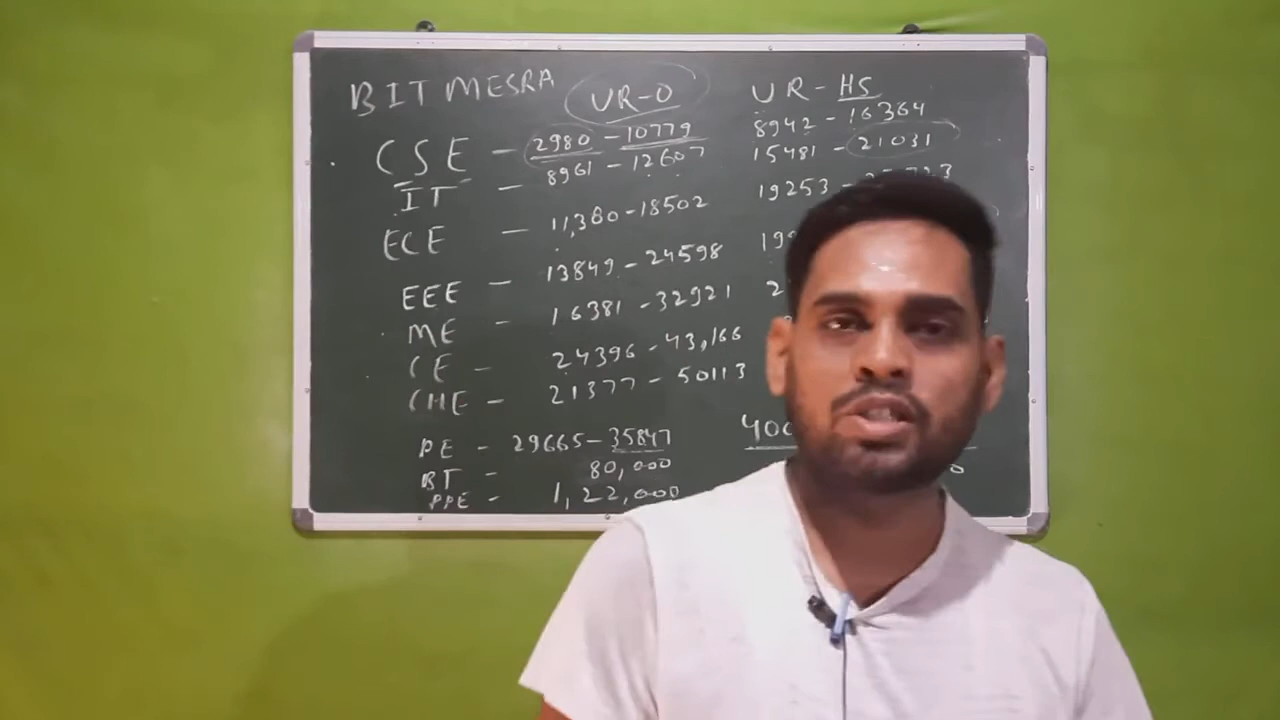 BIT MESRA UR-O UR-HS
CSE - 2980 - 10779 8942 - 16364
IT - 8961 - 12607 15481 - 21031
ECE - 11,380 - 18502 19253 -
EEE - 13849 - 24598
ME - 16381 - 32921
CE - 24396 - 43,166
CHE - 21377 - 50113
PE - 29665 - 35847
BT - 80,000
PPE - 1,22,000